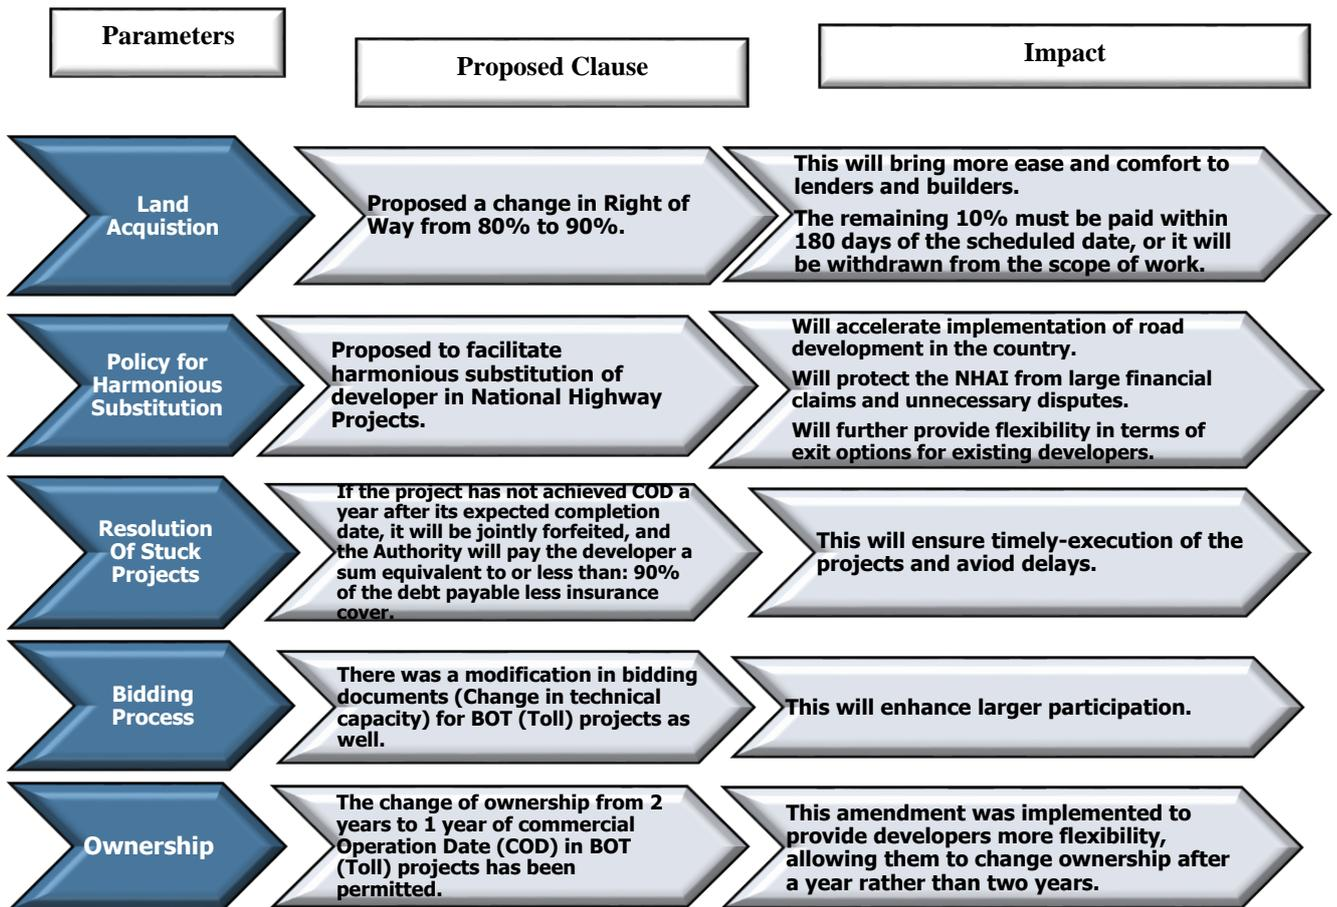 Parameters
Proposed Clause
Impact
Land
Acquistion
Proposed a change in Right of
Way from 80% to 90%.
This will bring more ease and comfort to
lenders and builders.
The remaining 10% must be paid within
180 days of the scheduled date, or it will
be withdrawn from the scope of work.
Policy for
Harmonious
Substitution
Proposed to facilitate
harmonious substitution of
developer in National Highway
Projects.
Will accelerate implementation of road
development in the country.
Will protect the NHAI from large financial
claims and unnecessary disputes.
Will further provide flexibility in terms of
exit options for existing developers.
Resolution
Of Stuck
Projects
If the project has not achieved COD a
year after its expected completion
date, it will be jointly forfeited, and
the Authority will pay the developer a
sum equivalent to or less than: 90%
of the debt payable less insurance
cover.
This will ensure timely-execution of the
projects and aviod delays.
Bidding
Process
There was a modification in bidding
documents (Change in technical
capacity) for BOT (Toll) projects as
well.
This will enhance larger participation.
Ownership
The change of ownership from 2
years to 1 year of commercial
Operation Date (COD) in BOT
(Toll) projects has been
permitted.
This amendment was implemented to
provide developers more flexibility,
allowing them to change ownership after
a year rather than two years.